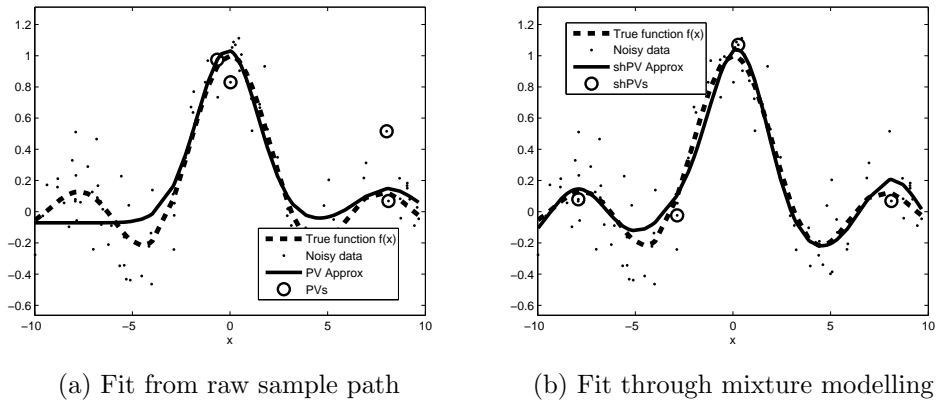 1.2
1
0.8
0.6
0.4
0.2
0
−0.2
−0.4
−0.6
−10
−5
0
5
10
x
True function f(x)
Noisy data
PV Approx
PVs
(a) Fit from raw sample path
1.2
1
0.8
0.6
0.4
0.2
0
−0.2
−0.4
−0.6
−10
−5
0
5
10
x
True function f(x)
Noisy data
shPV Approx
shPVs
(b) Fit through mixture modelling